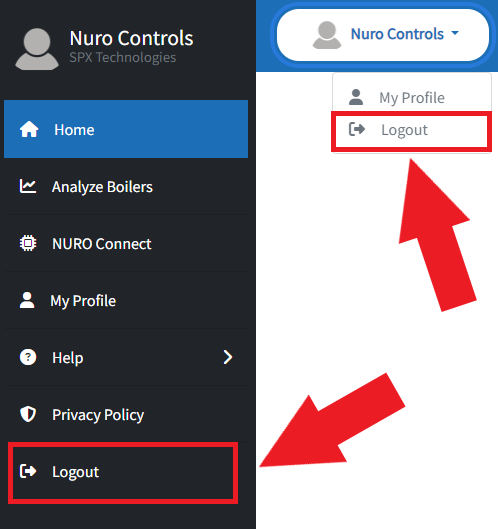 Nuro Controls
SPX Technologies
Home
Analyze Boilers
NURO Connect
My Profile
Help
Privacy Policy
Logout
Nuro Controls
My Profile
Logout